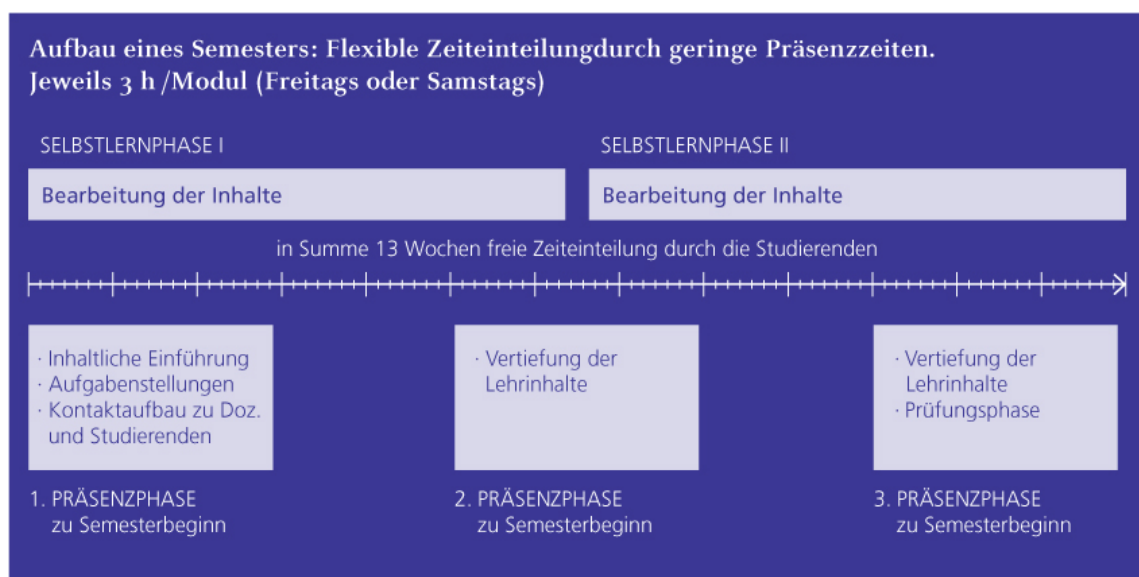 Aufbau eines Semesters: Flexible Zeiteinteilungdurch geringe Präsenzzeiten.
Jeweils 3 h /Modul (Freitags oder Samstags)
SELBSTLERNPHASE I
SELBSTLERNPHASE II
Bearbeitung der Inhalte
Bearbeitung der Inhalte
in Summe 13 Wochen freie Zeiteinteilung durch die Studierenden
· Inhaltliche Einführung
· Aufgabenstellungen
· Kontaktaufbau zu Doz.
und Studierenden
· Vertiefung der
Lehrinhalte
· Vertiefung der
Lehrinhalte
· Prüfungsphase
1. PRÄSENZPHASE
zu Semesterbeginn
2. PRÄSENZPHASE
zu Semesterbeginn
3. PRÄSENZPHASE
zu Semesterbeginn